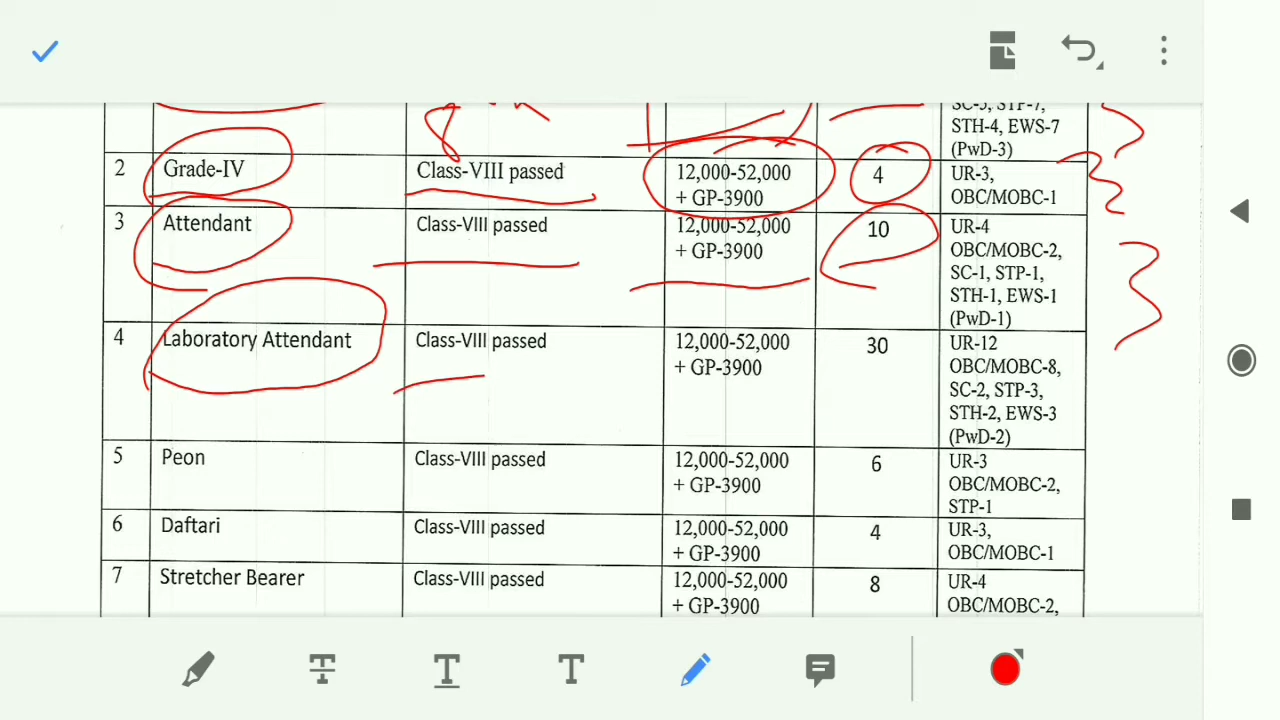 SC-5, STP-7,
STH-4, EWS-7
(PwD-3)
2 Grade-IV Class-VIII passed 12,000-52,000 4 UR-3,
+ GP-3900 OBC/MOBC-1
3 Attendant Class-VIII passed 12,000-52,000 10 UR-4
+ GP-3900 OBC/MOBC-2,
SC-1, STP-1,
STH-1, EWS-1
(PwD-1)
4 Laboratory Attendant Class-VIII passed 12,000-52,000 30 UR-12
+ GP-3900 OBC/MOBC-8,
SC-2, STP-3,
STH-2, EWS-3
(PwD-2)
5 Peon Class-VIII passed 12,000-52,000 6 UR-3
+ GP-3900 OBC/MOBC-2,
STP-1
6 Daftari Class-VIII passed 12,000-52,000 4 UR-3,
+ GP-3900 OBC/MOBC-1
7 Stretcher Bearer Class-VIII passed 12,000-52,000 8 UR-4
+ GP-3900 OBC/MOBC-2,
T T T